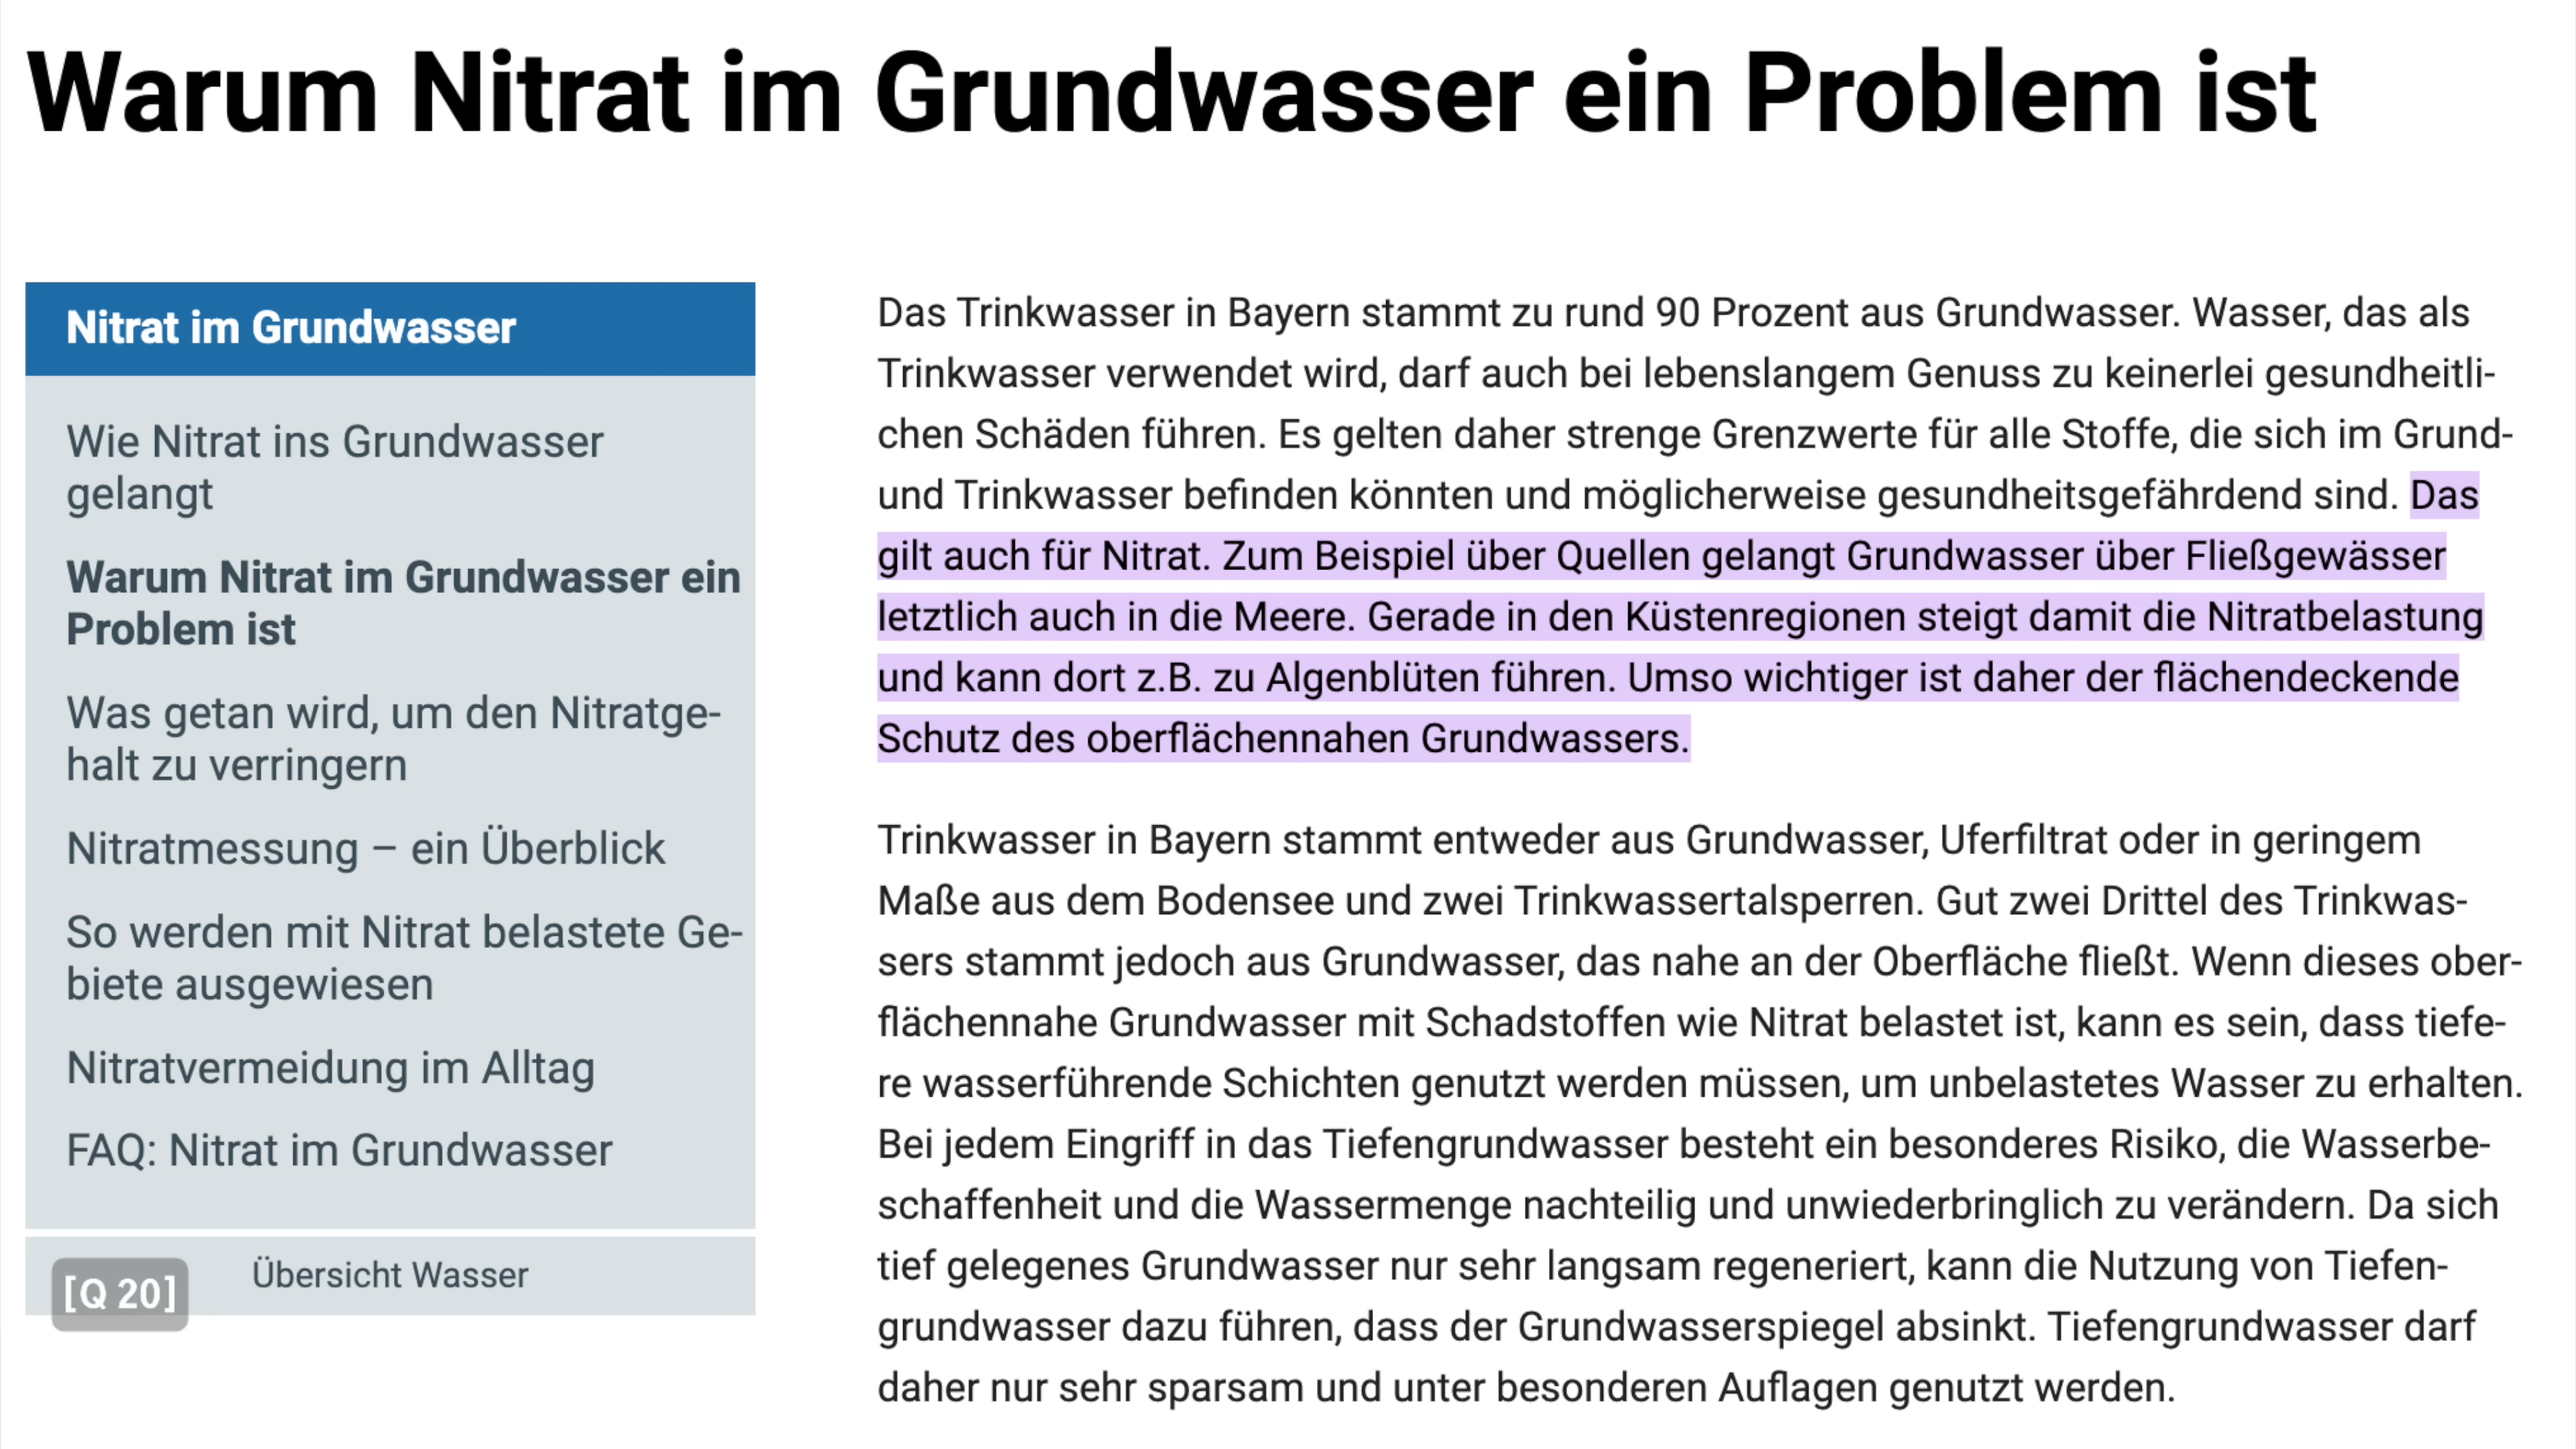 Warum Nitrat im Grundwasser ein Problem ist
Nitrat im Grundwasser
Wie Nitrat ins Grundwasser
gelangt
Warum Nitrat im Grundwasser ein
Problem ist
Was getan wird, um den Nitratge-
halt zu verringern
Nitratmessung – ein Überblick
So werden mit Nitrat belastete Ge-
biete ausgewiesen
Nitratvermeidung im Alltag
FAQ: Nitrat im Grundwasser
[Q 20]
Übersicht Wasser
Das Trinkwasser in Bayern stammt zu rund 90 Prozent aus Grundwasser. Wasser, das als
Trinkwasser verwendet wird, darf auch bei lebenslangem Genuss zu keinerlei gesundheitli-
chen Schäden führen. Es gelten daher strenge Grenzwerte für alle Stoffe, die sich im Grund-
und Trinkwasser befinden könnten und möglicherweise gesundheitsgefährdend sind. Das
gilt auch für Nitrat. Zum Beispiel über Quellen gelangt Grundwasser über Fließgewässer
letztlich auch in die Meere. Gerade in den Küstenregionen steigt damit die Nitratbelastung
und kann dort z.B. zu Algenblüten führen. Umso wichtiger ist daher der flächendeckende
Schutz des oberflächennahen Grundwassers.
Trinkwasser in Bayern stammt entweder aus Grundwasser, Uferfiltrat oder in geringem
Maße aus dem Bodensee und zwei Trinkwassertalsperren. Gut zwei Drittel des Trinkwas-
sers stammt jedoch aus Grundwasser, das nahe an der Oberfläche fließt. Wenn dieses ober-
flächennahe Grundwasser mit Schadstoffen wie Nitrat belastet ist, kann es sein, dass tiefe-
re wasserführende Schichten genutzt werden müssen, um unbelastetes Wasser zu erhalten.
Bei jedem Eingriff in das Tiefengrundwasser besteht ein besonderes Risiko, die Wasserbe-
schaffenheit und die Wassermenge nachteilig und unwiederbringlich zu verändern. Da sich
tief gelegenes Grundwasser nur sehr langsam regeneriert, kann die Nutzung von Tiefen-
grundwasser dazu führen, dass der Grundwasserspiegel absinkt. Tiefengrundwasser darf
daher nur sehr sparsam und unter besonderen Auflagen genutzt werden.